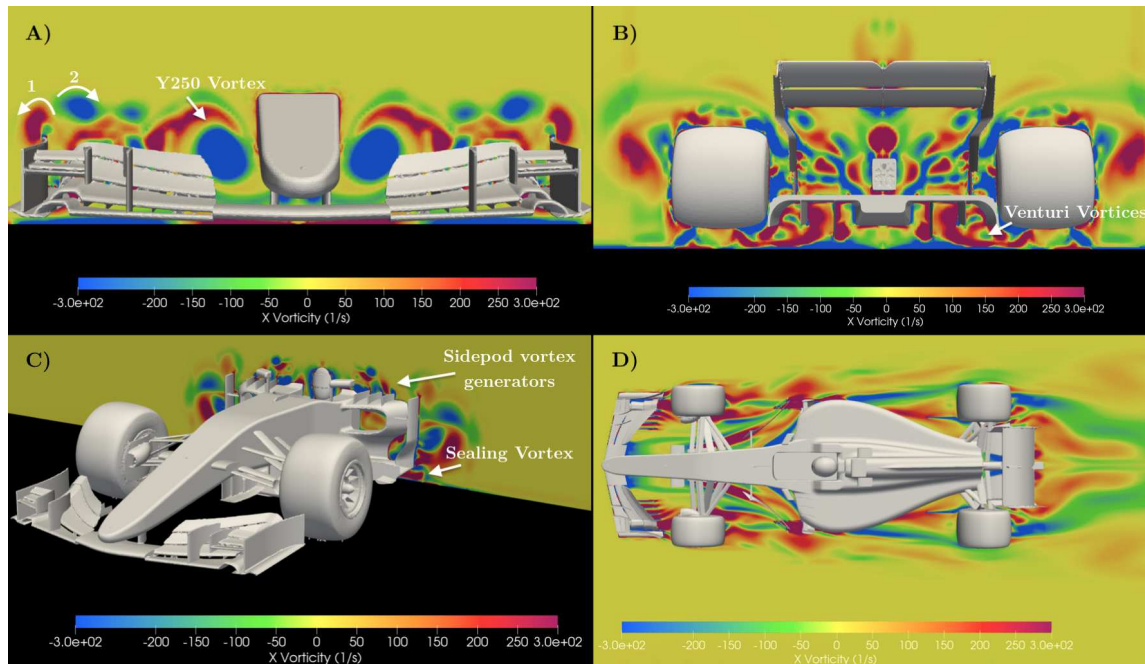 A)
1
2
Y250 Vortex
-3.0e+02 -200 -150 -100 -50 0 50 100 150 200 3.0e+02
X Vorticity (1/s)
B)
Venturi Vortices
-3.0e+02 -200 -150 -100 -50 0 50 100 150 200 3.0e+02
X Vorticity (1/s)
C)
Sidepod vortex
generators
Sealing Vortex
-3.0e+02 -200 -150 -100 -50 0 50 100 150 200 3.0e+02
X Vorticity (1/s)
D)
-3.0e+02 -200 -150 -100 -50 0 50 100 150 200 3.0e+02
X Vorticity (1/s)